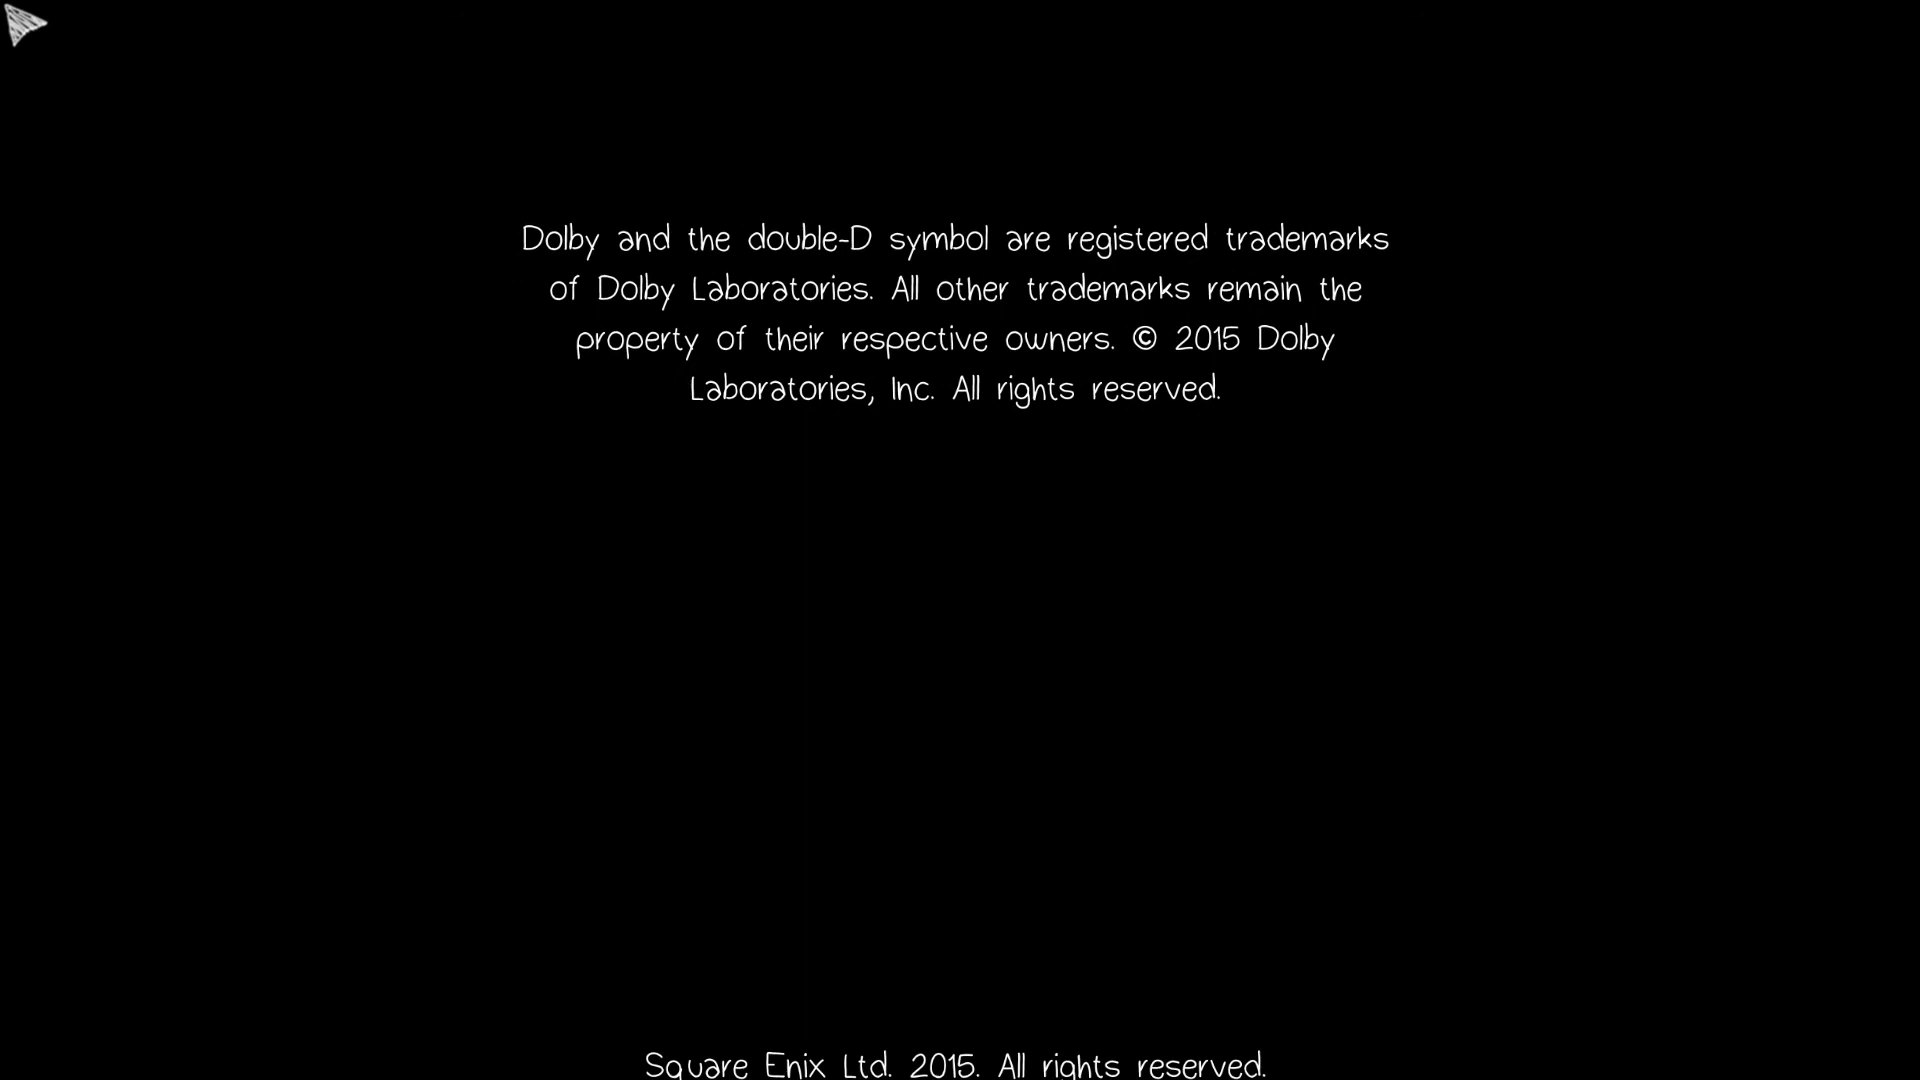 Dolby and the double-D symbol are registered trademarks
of Dolby Laboratories. All other trademarks remain the
property of their respective owners. © 2015 Dolby
Laboratories, Inc. All rights reserved.
Square Enix Ltd. 2015. All rights reserved.